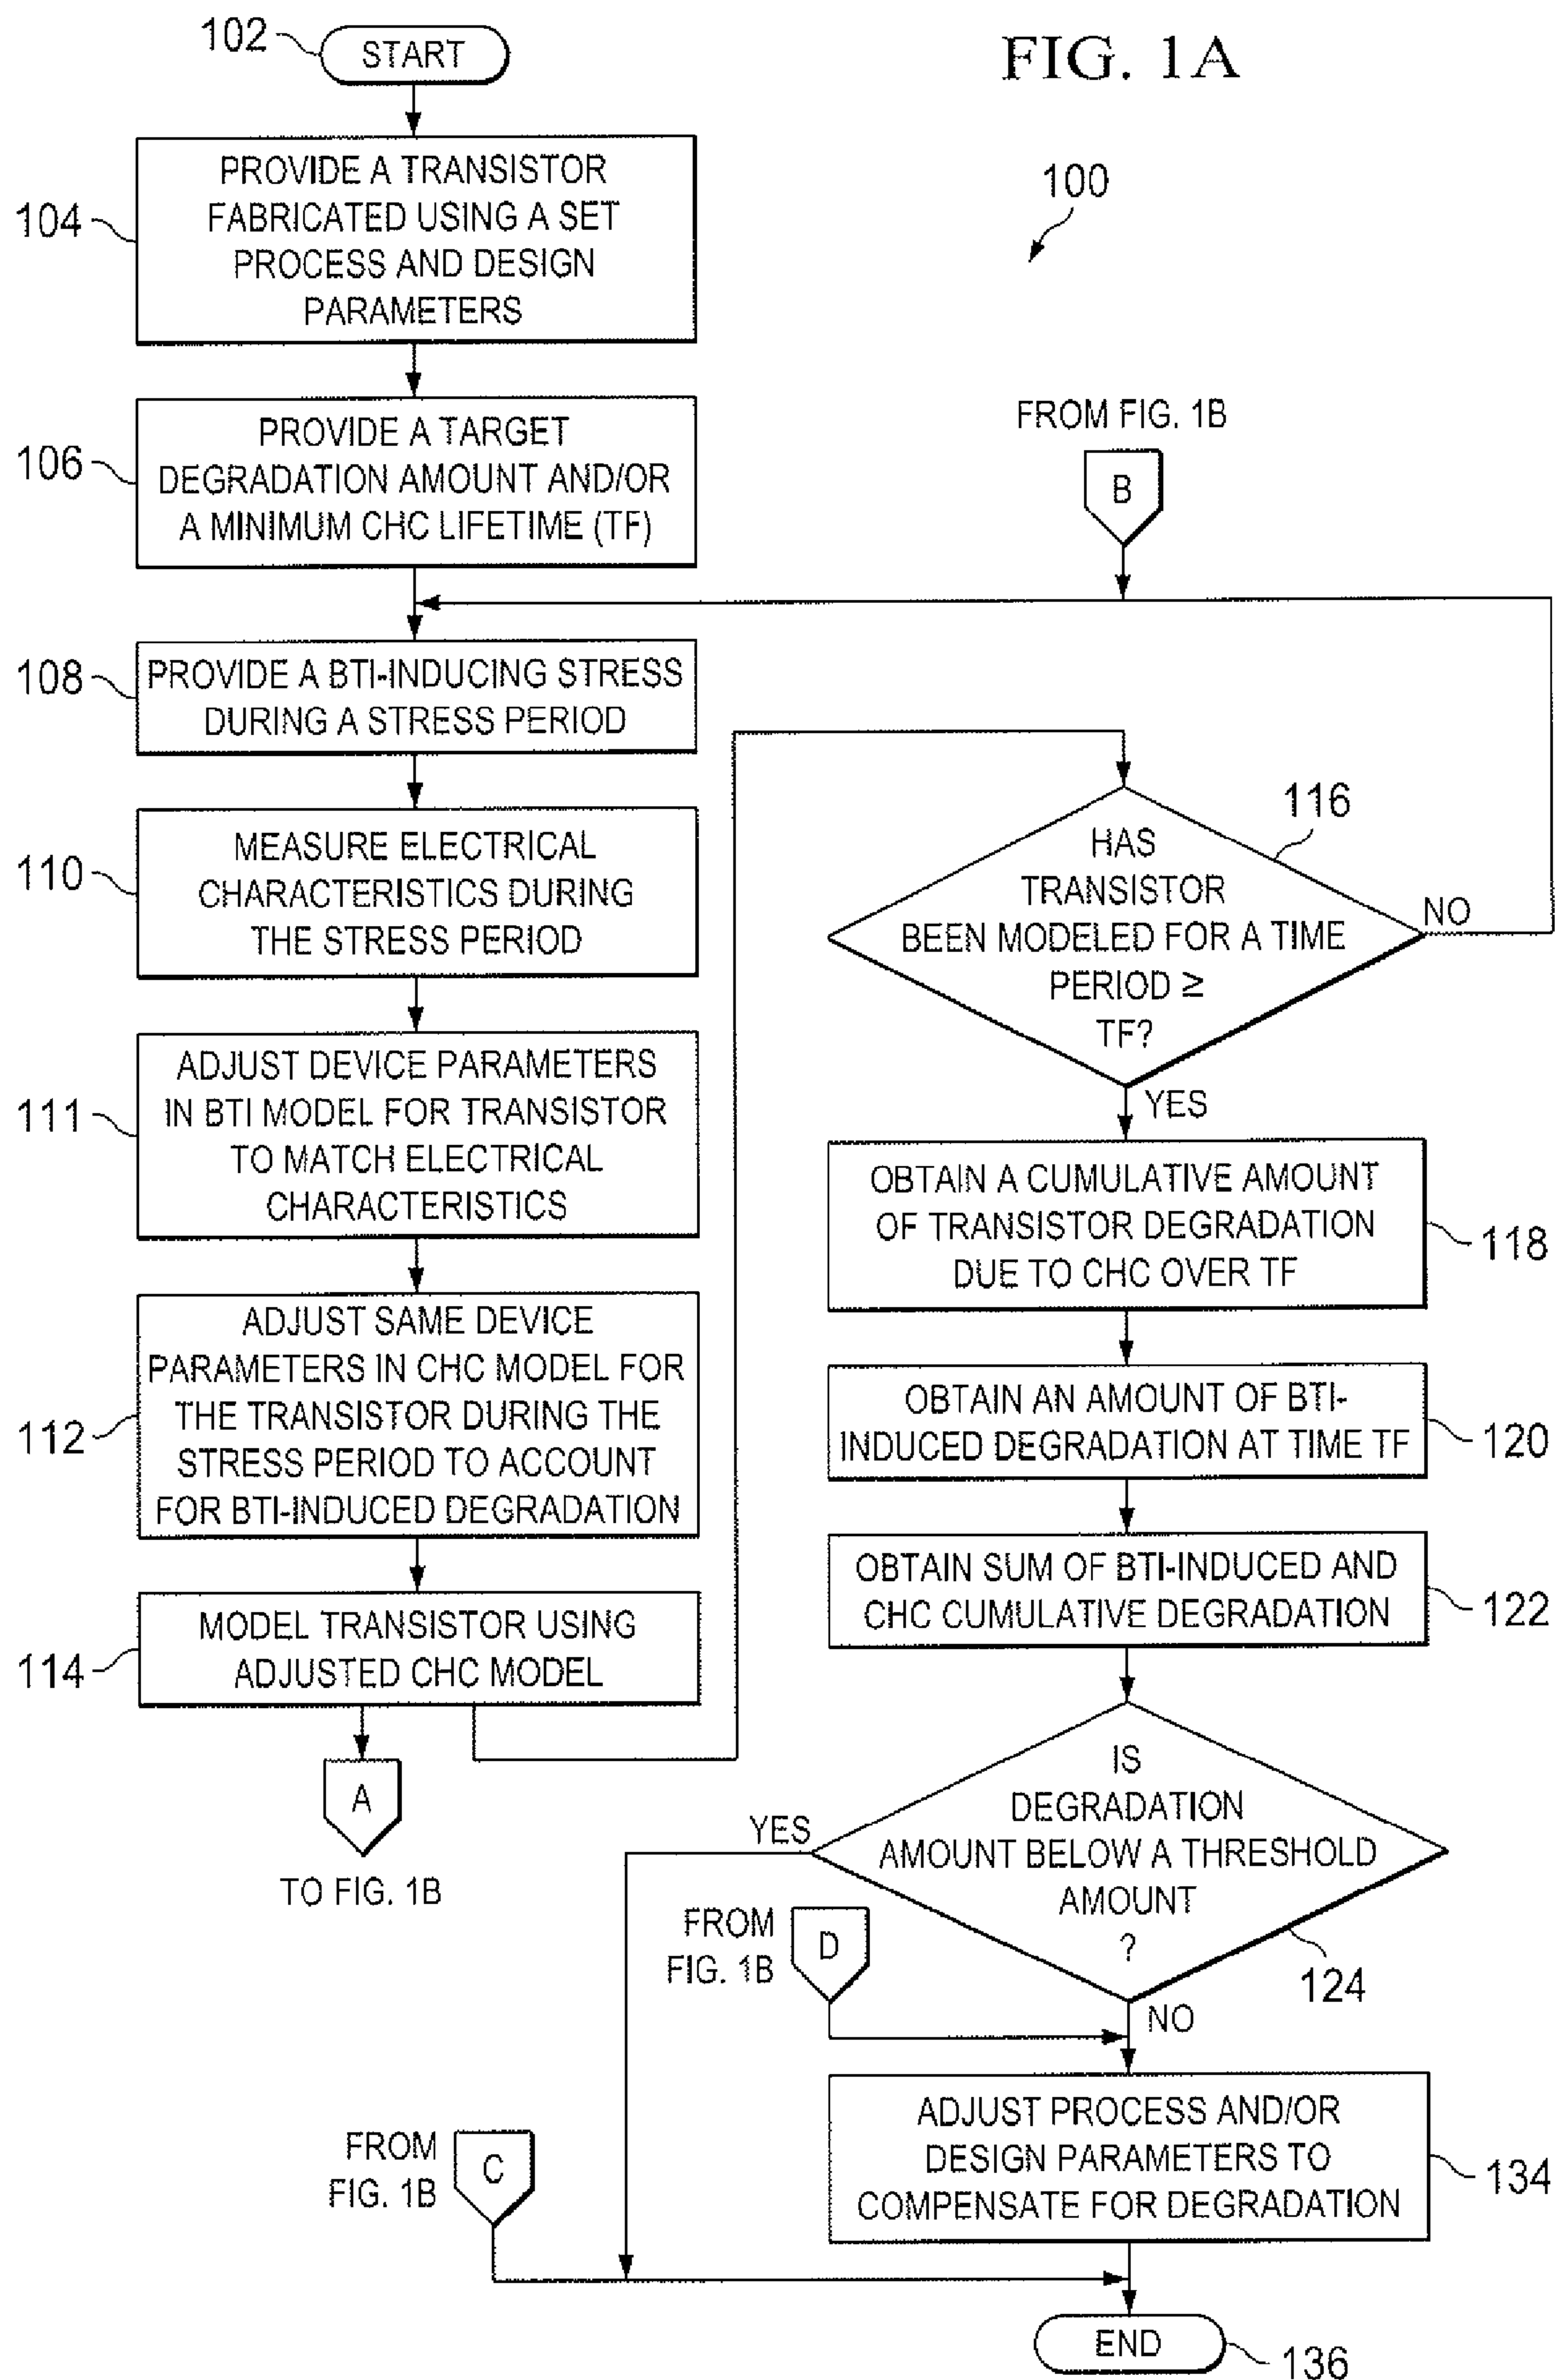 FIG. 1A
100
102
START
104
PROVIDE A TRANSISTOR
FABRICATED USING A SET
PROCESS AND DESIGN
PARAMETERS
106
PROVIDE A TARGET
DEGRADATION AMOUNT AND/OR
A MINIMUM CHC LIFETIME (TF)
108
PROVIDE A BTI-INDUCING STRESS
DURING A STRESS PERIOD
110
MEASURE ELECTRICAL
CHARACTERISTICS DURING
THE STRESS PERIOD
111
ADJUST DEVICE PARAMETERS
IN BTI MODEL FOR TRANSISTOR
TO MATCH ELECTRICAL
CHARACTERISTICS
112
ADJUST SAME DEVICE
PARAMETERS IN CHC MODEL FOR
THE TRANSISTOR DURING THE
STRESS PERIOD TO ACCOUNT
FOR BTI-INDUCED DEGRADATION
114
MODEL TRANSISTOR USING
ADJUSTED CHC MODEL
A
TO FIG. 1B
FROM FIG. 1B
B
116
HAS
TRANSISTOR
BEEN MODELED FOR A TIME
PERIOD ≥
TF?
NO
YES
OBTAIN A CUMULATIVE AMOUNT
OF TRANSISTOR DEGRADATION
DUE TO CHC OVER TF
118
OBTAIN AN AMOUNT OF BTI-
INDUCED DEGRADATION AT TIME TF
120
OBTAIN SUM OF BTI-INDUCED AND
CHC CUMULATIVE DEGRADATION
122
IS
DEGRADATION
AMOUNT BELOW A THRESHOLD
AMOUNT
?
124
YES
NO
FROM
FIG. 1B
D
ADJUST PROCESS AND/OR
DESIGN PARAMETERS TO
COMPENSATE FOR DEGRADATION
134
FROM
FIG. 1B
C
END
136